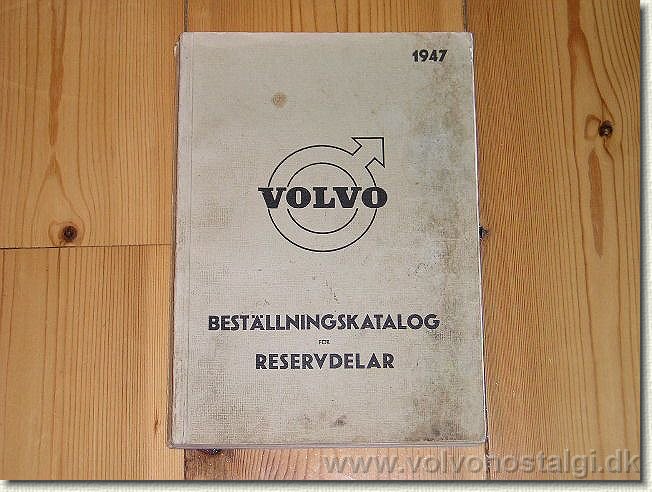 1947
VOLVO
BESTÄLLNINGSKATALOG
FÖR
RESERVDELAR
www.volvonostalgi.dk